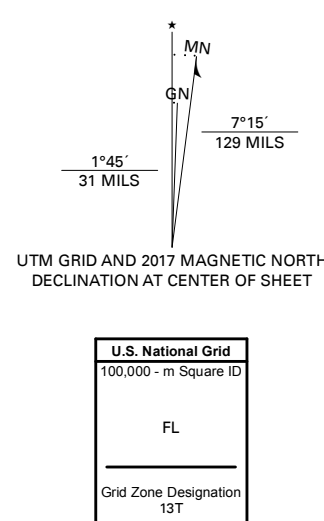 ★
MN
GN
7°15´
129 MILS
1°45´
31 MILS
UTM GRID AND 2017 MAGNETIC NORTH
DECLINATION AT CENTER OF SHEET
U.S. National Grid
100,000 - m Square ID
FL
Grid Zone Designation
13T